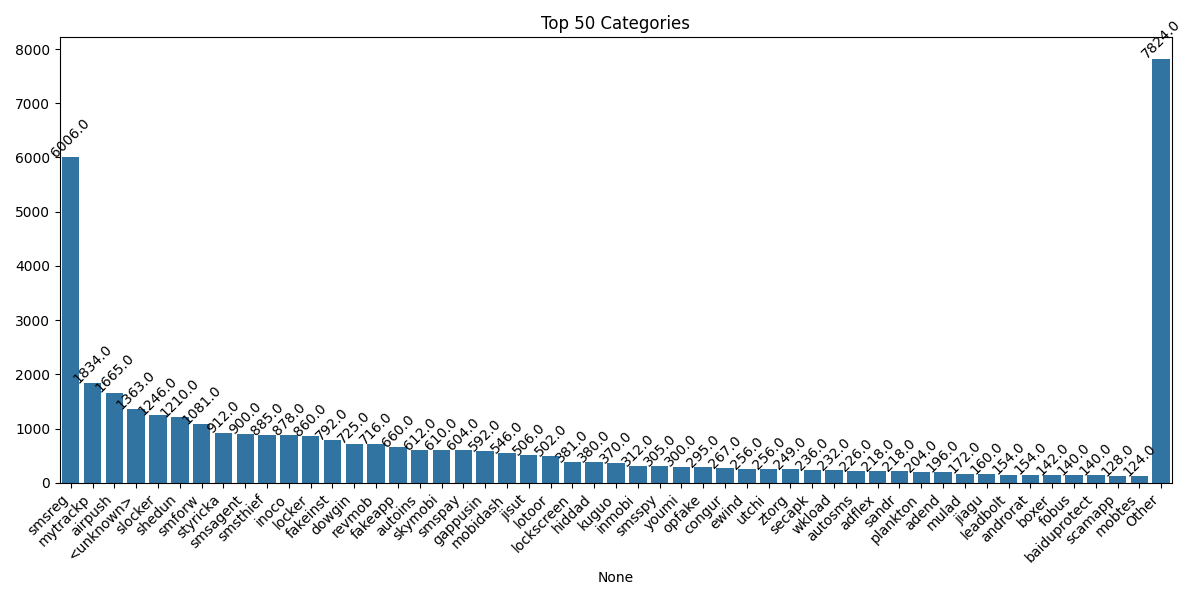 Top 50 Categories
8000
7000
6000
5000
4000
3000
2000
1000
0
6006.0
1834.0
1665.0
1363.0
1246.0
1210.0
1081.0
912.0
900.0
885.0
878.0
860.0
792.0
725.0
716.0
660.0
612.0
610.0
604.0
592.0
546.0
506.0
502.0
381.0
380.0
370.0
312.0
305.0
300.0
295.0
267.0
256.0
256.0
249.0
236.0
232.0
226.0
218.0
218.0
204.0
196.0
172.0
160.0
154.0
154.0
142.0
140.0
140.0
128.0
124.0
7824.0
smsreg
mytrackp
airpush
<unknown>
slocker
shedun
smforw
styricka
smsagent
smsthief
inoco
locker
fakeinst
dowgin
revmob
fakeapp
autoins
skymobi
smspay
gappusin
mobidash
jisut
lotoor
lockscreen
hiddad
kuguo
inmobi
smsspy
youmi
opfake
congur
ewind
utchi
ztorg
secapk
wkload
autosms
adflex
sandr
plankton
adend
mulad
jiagu
leadbolt
androrat
boxer
fobus
baiduprotect
scamapp
mobtes
Other
None